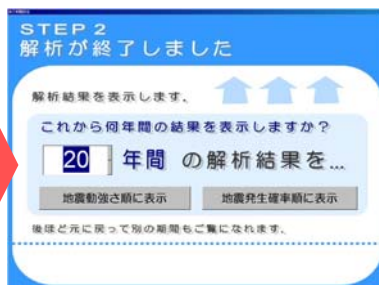 STEP2
解析が終了しました
解析結果を表示します．
これから何年間の結果を表示しますか？
20 年間 の解析結果を...
地震動強さ順に表示 地震発生確率順に表示
後ほど元に戻って別の期間もご覧になれます．